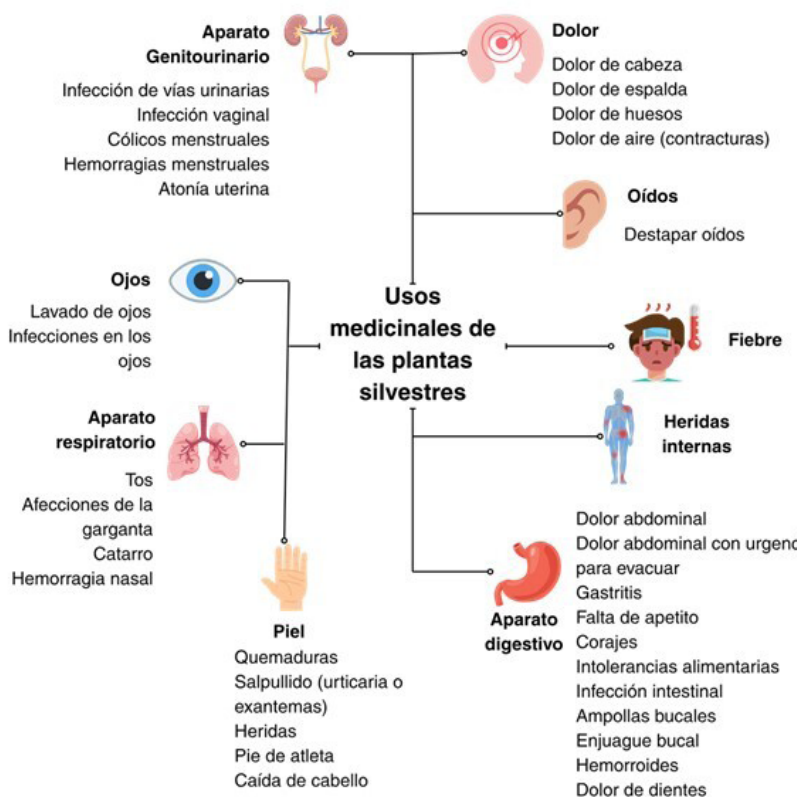 Aparato
Genitourinario
Infección de vías urinarias
Infección vaginal
Cólicos menstruales
Hemorragias menstruales
Atonía uterina
Dolor
Dolor de cabeza
Dolor de espalda
Dolor de huesos
Dolor de aire (contracturas)
Oídos
Destapar oídos
Ojos
Lavado de ojos
Infecciones en los
ojos
Usos
medicinales de
las plantas
silvestres
Fiebre
Aparato
respiratorio
Tos
Afecciones de la
garganta
Catarro
Hemorragia nasal
Heridas
internas
Piel
Quemaduras
Salpullido (urticaria o
exantemas)
Heridas
Pie de atleta
Caída de cabello
Aparato
digestivo
Dolor abdominal
Dolor abdominal con
para evacuar
Gastritis
Falta de apetito
Corajes
Intolerancias alimentarias
Infección intestinal
Ampollas bucales
Enjuague bucal
Hemorroides
Dolor de dientes